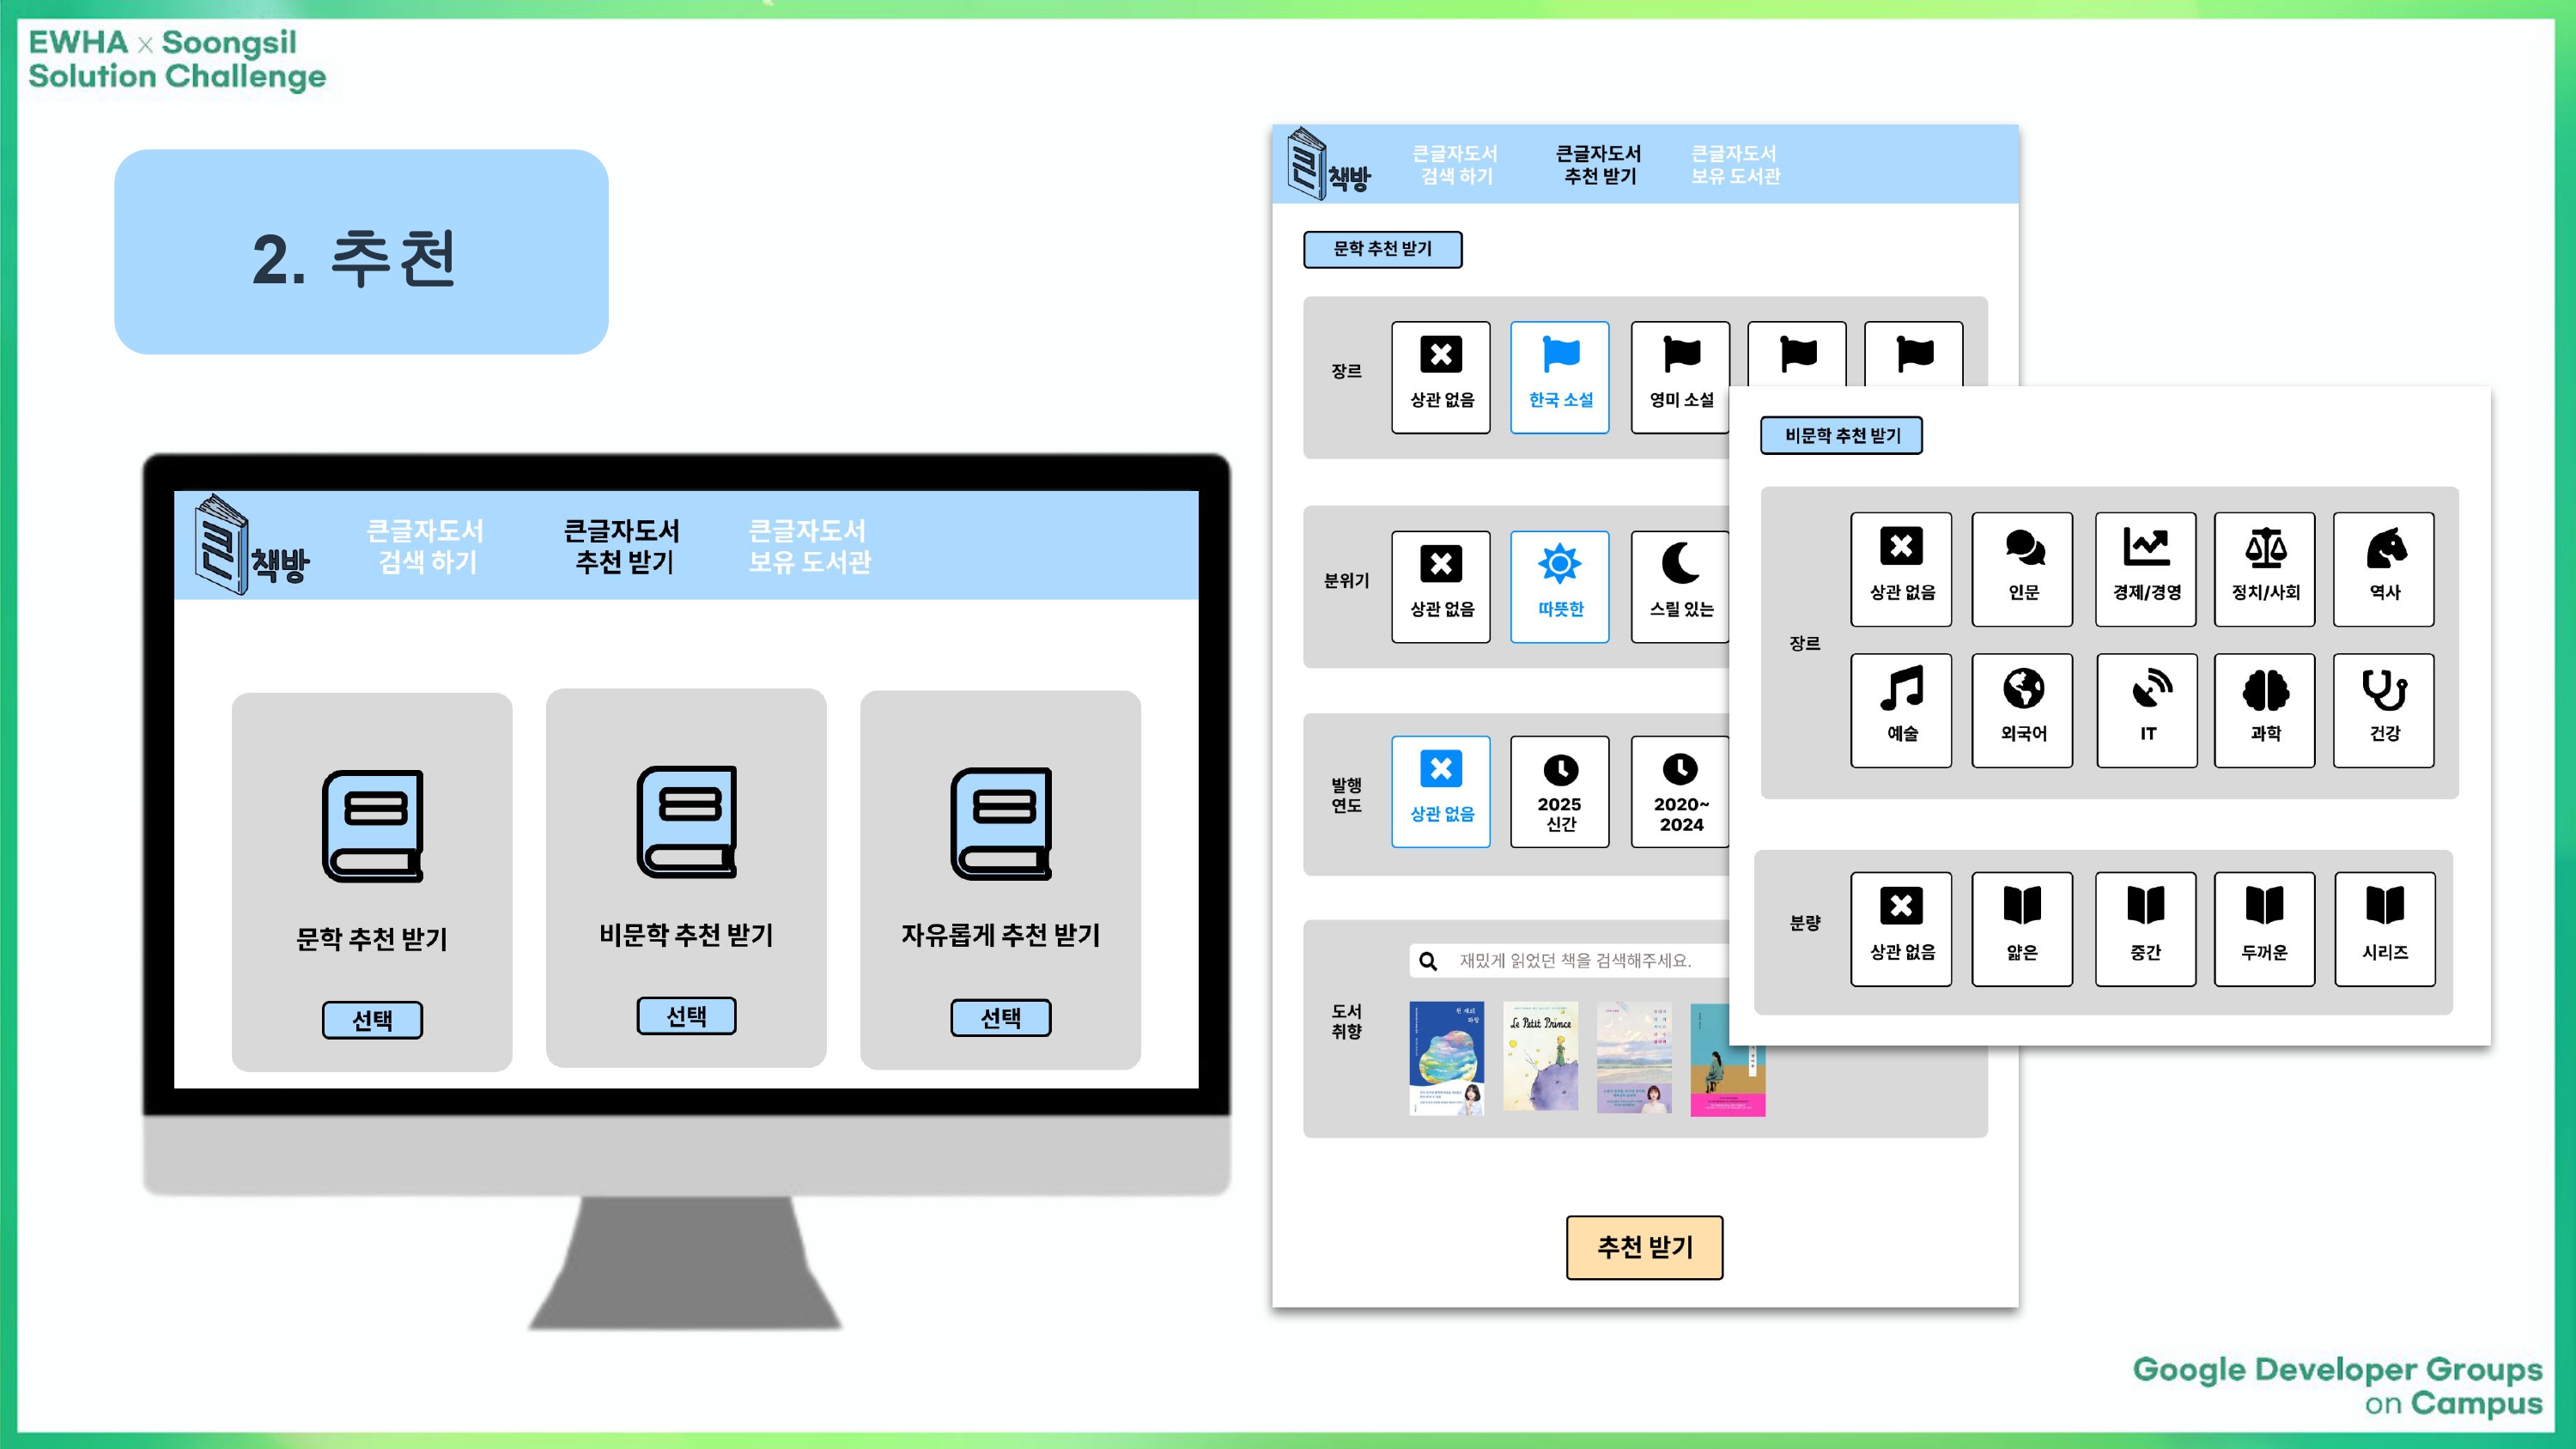 EWHA × Soongsil
Solution Challenge
2. 추천
큰 책방
큰글자도서
검색 하기
큰글자도서
추천 받기
큰글자도서
보유 도서관
문학 추천 받기
선택
비문학 추천 받기
선택
자유롭게 추천 받기
선택
큰 책방
큰글자도서
검색 하기
큰글자도서
추천 받기
큰글자도서
보유 도서관
문학 추천 받기
장르
상관 없음
한국 소설
영미 소설
분위기
상관 없음
따뜻한
스릴 있는
발행
연도
상관 없음
2025
신간
2020~
2024
도서
취향
재밌게 읽었던 책을 검색해주세요.
천 개의
파랑
Le Petit Prince
추천 받기
비문학 추천 받기
장르
상관 없음
인문
경제/경영
정치/사회
역사
예술
외국어
IT
과학
건강
분량
상관 없음
얇은
중간
두꺼운
시리즈
Google Developer Groups
on Campus